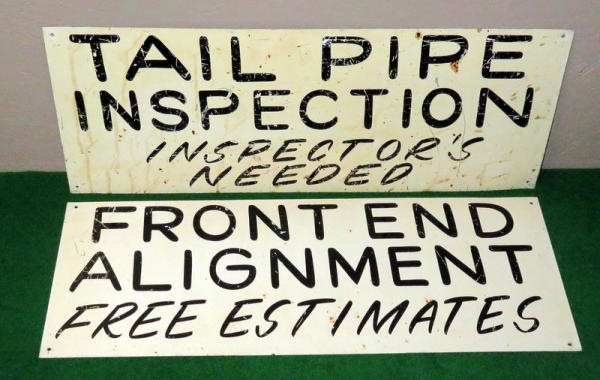 TAIL PIPE
INSPECTION
INSPECTOR'S
NEEDED
FRONT END
ALIGNMENT
FREE ESTIMATES